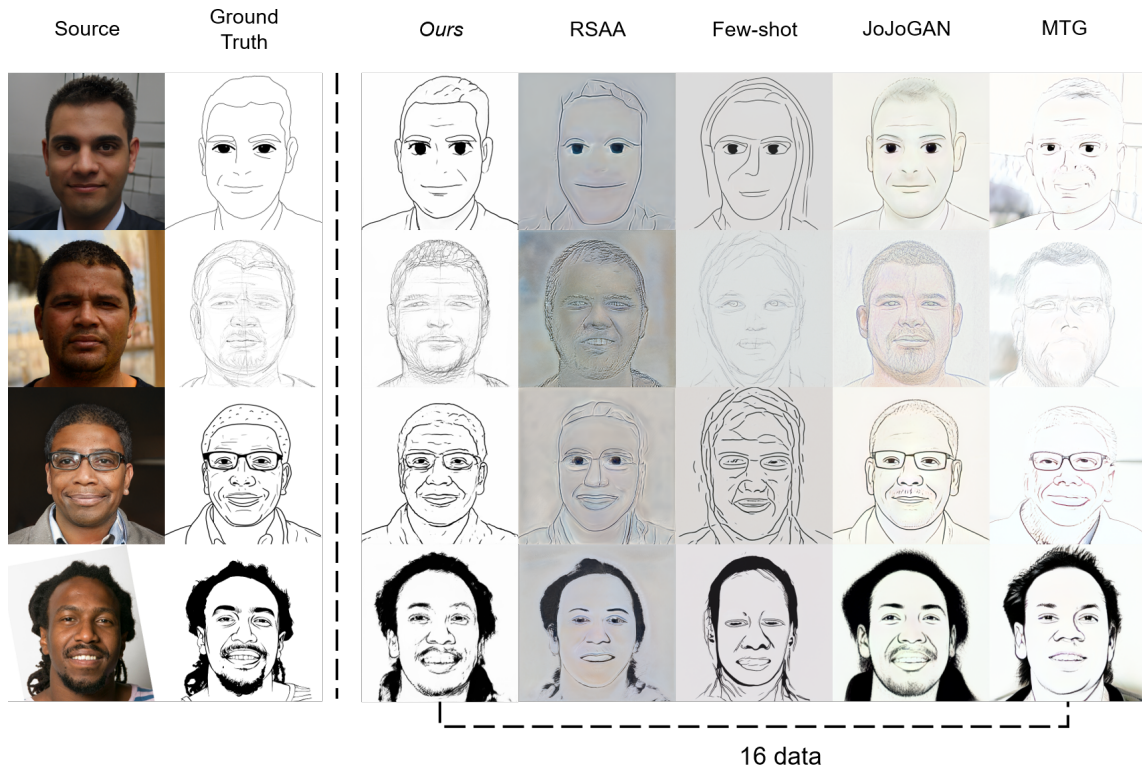 Source
Ground
Truth
Ours
RSAA
Few-shot
JoJoGAN
MTG
16 data